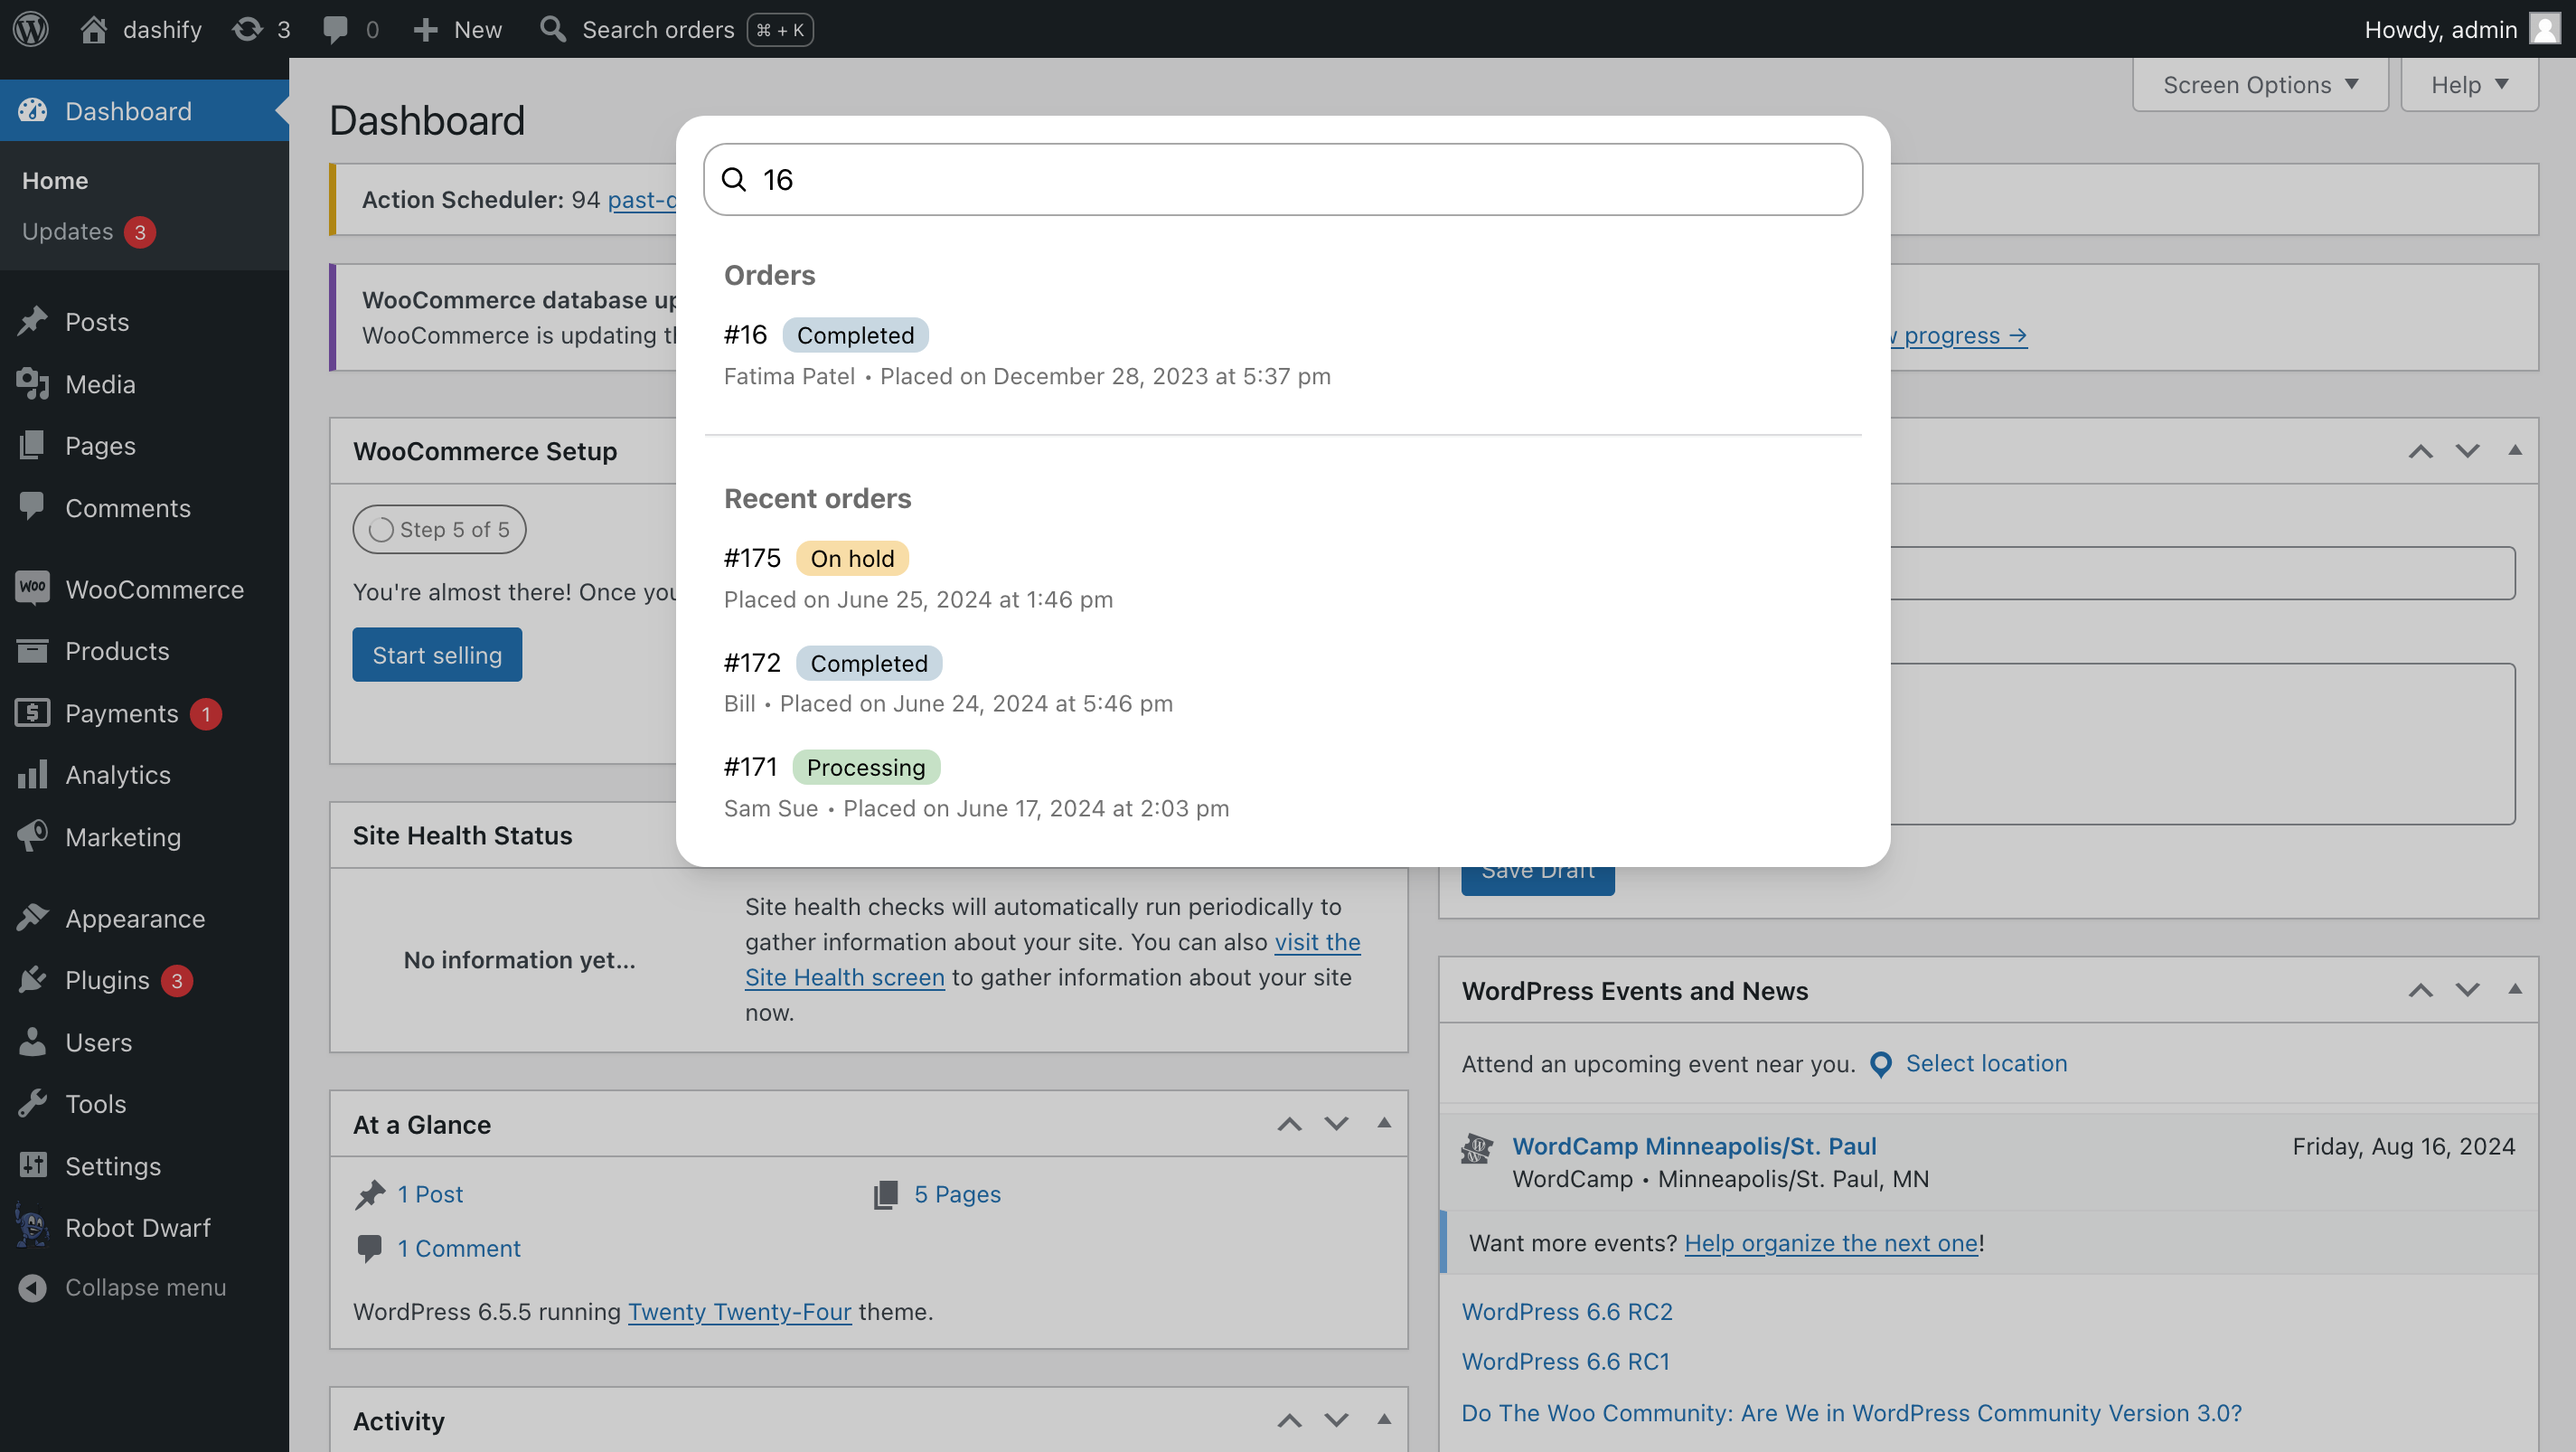 dashify 3 0 New Search orders ⌘ + K Howdy, admin
Dashboard
Home
Updates 3
Posts
Media
Pages
Comments
WooCommerce
Products
Payments 1
Analytics
Marketing
Appearance
Plugins 3
Users
Tools
Settings
Robot Dwarf
Collapse menu
Screen Options Help
Dashboard
Action Scheduler: 94
WooCommerce database
WooCommerce is updating
progress →
16
Orders
#16 Completed
Fatima Patel • Placed on December 28, 2023 at 5:37 pm
Recent orders
#175 On hold
Placed on June 25, 2024 at 1:46 pm
#172 Completed
Bill • Placed on June 24, 2024 at 5:46 pm
#171 Processing
Sam Sue • Placed on June 17, 2024 at 2:03 pm
WooCommerce Setup
Step 5 of 5
You're almost there! Once you
Start selling
Site Health Status
No information yet...
Site health checks will automatically run periodically to
gather information about your site. You can also visit the
Site Health screen to gather information about your site
now.
At a Glance
1 Post
5 Pages
1 Comment
WordPress 6.5.5 running Twenty Twenty-Four theme.
Activity
Save Draft
WordPress Events and News
Attend an upcoming event near you. Select location
WordCamp Minneapolis/St. Paul Friday, Aug 16, 2024
WordCamp • Minneapolis/St. Paul, MN
Want more events? Help organize the next one!
WordPress 6.6 RC2
WordPress 6.6 RC1
Do The Woo Community: Are We in WordPress Community Version 3.0?